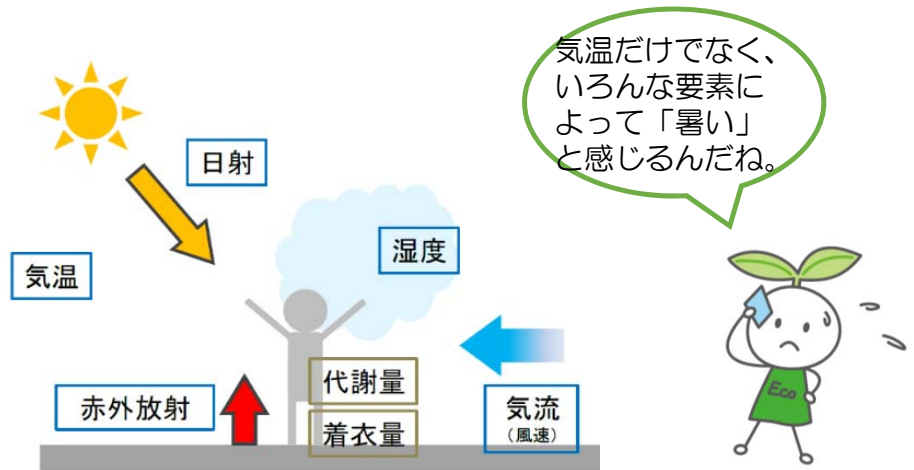 気温だけでなく、
いろんな要素に
よって「暑い」
と感じるんだね。
日射
湿度
気温
代謝量
赤外放射
着衣量
気流
（風速）
Eco